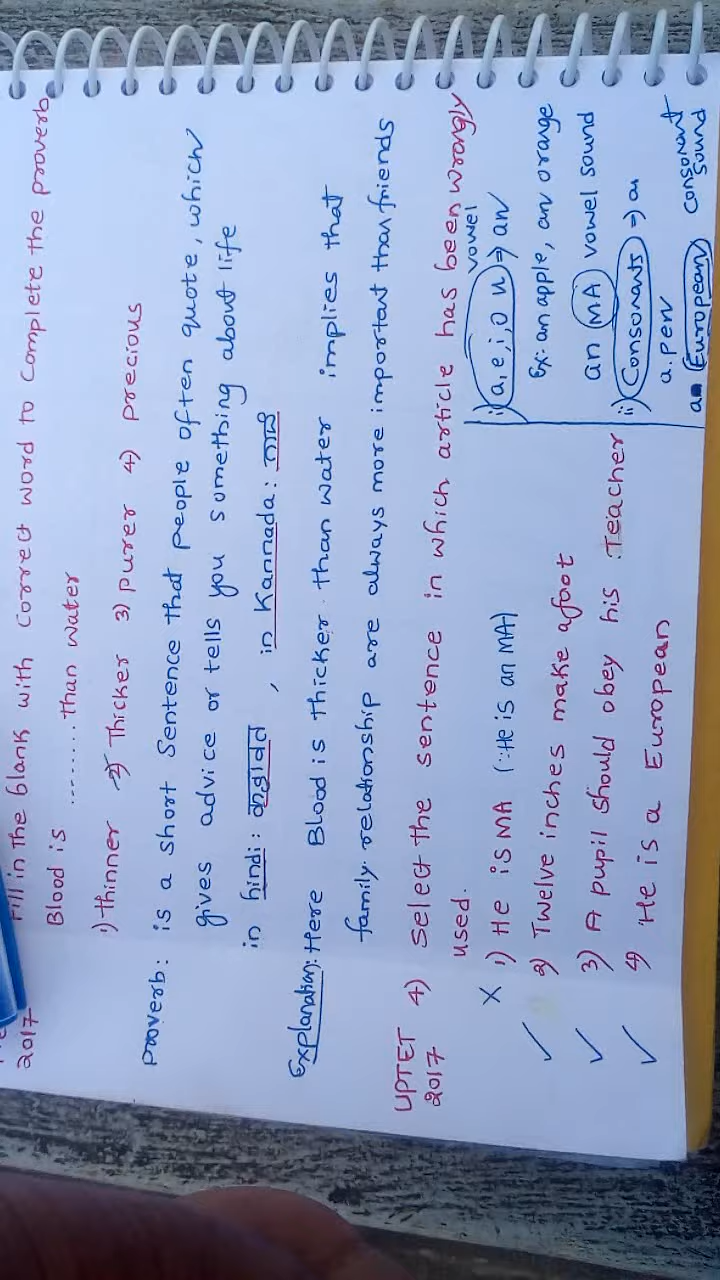 Fill in the blank with correct word to complete the proverb
2017
Blood is ........ than water
1) thinner 2) Thicker 3) purer 4) precious
Proverb: is a short sentence that people often quote, which
gives advice or tells you something about life
in hindi: कहावत , in Kannada: ಗಾದೆ
Explanation: Here Blood is thicker than water implies that
family relationship are always more important than friends
UPTET 2017
4) Select the sentence in which article has been wrongly
used.
X 1) He is MA (∵ He is an MA)
✓ 2) Twelve inches make a foot
✓ 3) A pupil should obey his Teacher
✓ 4) He is a European
vowel
i) a, e, i, o u ⇒ an
Ex: an apple, an orange
an MA vowel sound
ii) Consonants ⇒ a
a pen
a European consonant
sound